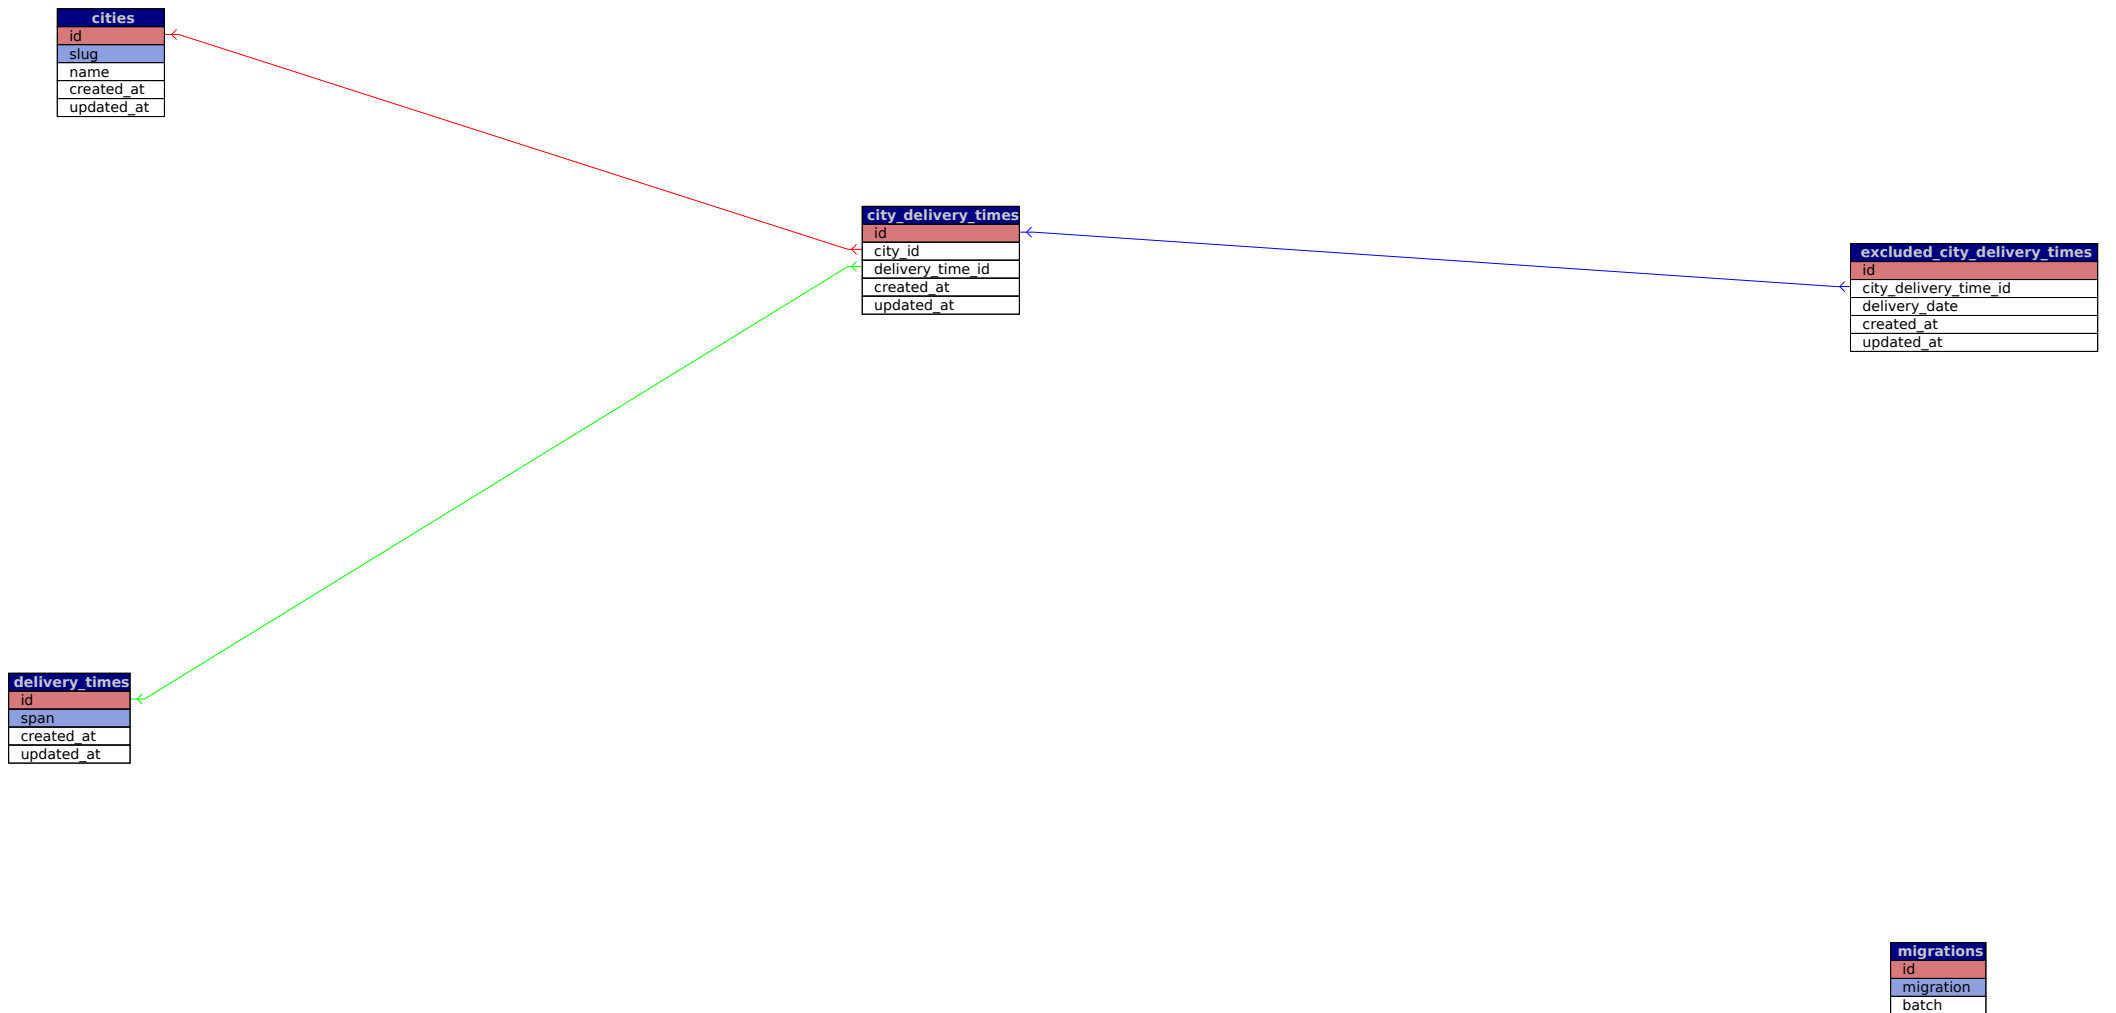 cities
id
slug
name
created_at
updated_at
city_delivery_times
id
city_id
delivery_time_id
created_at
updated_at
excluded_city_delivery_times
id
city_delivery_time_id
delivery_date
created_at
updated_at
delivery_times
id
span
created_at
updated_at
migrations
id
migration
batch